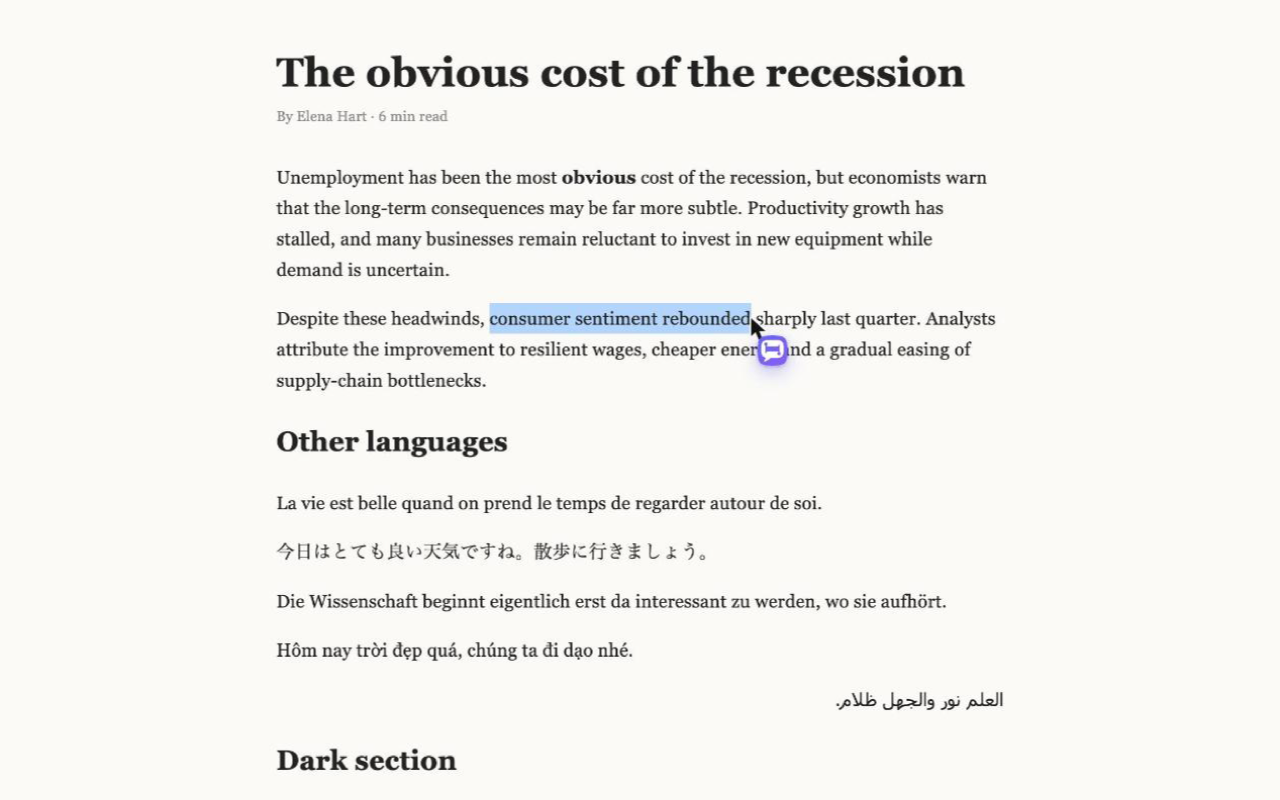 The obvious cost of the recession
By Elena Hart · 6 min read
Unemployment has been the most obvious cost of the recession, but economists warn
that the long-term consequences may be far more subtle. Productivity growth has
stalled, and many businesses remain reluctant to invest in new equipment while
demand is uncertain.
Despite these headwinds, consumer sentiment rebounded sharply last quarter. Analysts
attribute the improvement to resilient wages, cheaper ener nd a gradual easing of
supply-chain bottlenecks.
Other languages
La vie est belle quand on prend le temps de regarder autour de soi.
今日はとても良い天気ですね。散歩に行きましょう。
Die Wissenschaft beginnt eigentlich erst da interessant zu werden, wo sie aufhört.
Hôm nay trời đẹp quá, chúng ta đi dạo nhé.
العلم نور والجهل ظلام.
Dark section